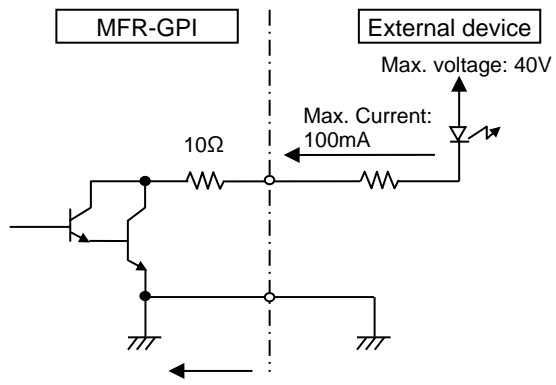 MFR-GPI
External device
Max. voltage: 40V
Max. Current:
100mA
10Ω